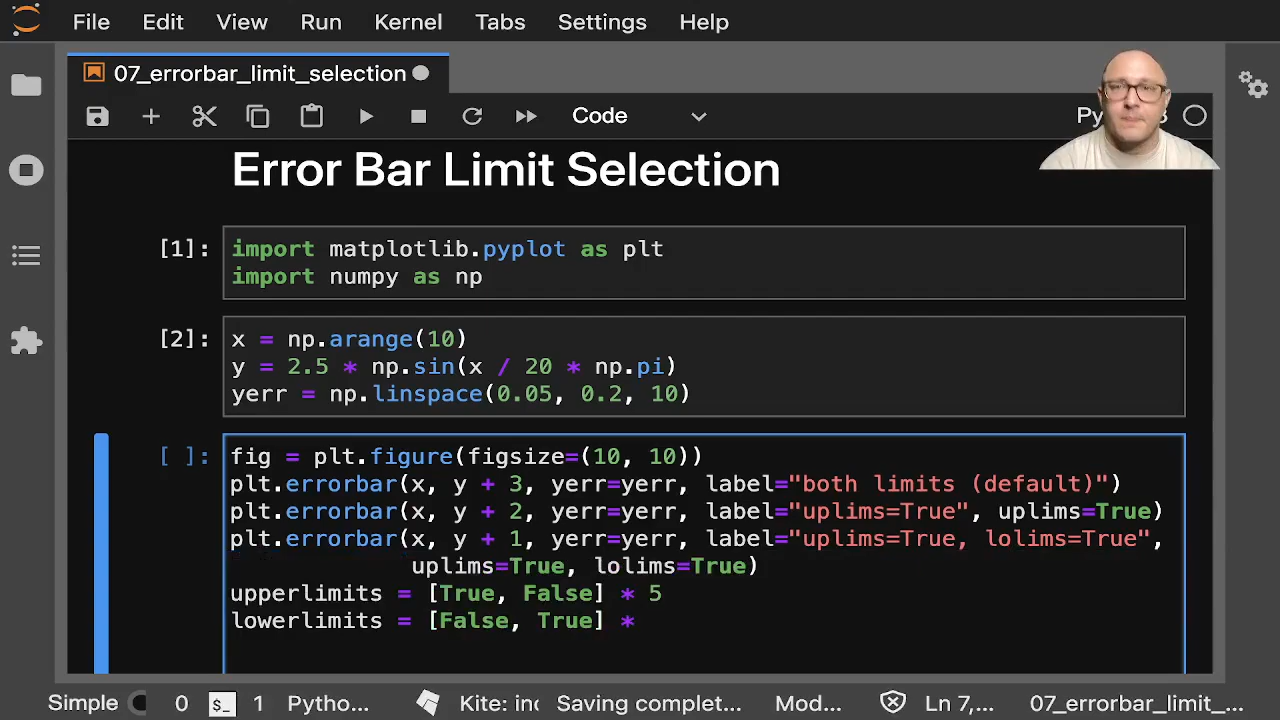 File Edit View Run Kernel Tabs Settings Help
07_errorbar_limit_selection
Code
Error Bar Limit Selection
[1]:
import matplotlib.pyplot as plt
import numpy as np
[2]:
x = np.arange(10)
y = 2.5 * np.sin(x / 20 * np.pi)
yerr = np.linspace(0.05, 0.2, 10)
[ ]:
fig = plt.figure(figsize=(10, 10))
plt.errorbar(x, y + 3, yerr=yerr, label="both limits (default)")
plt.errorbar(x, y + 2, yerr=yerr, label="uplims=True", uplims=True)
plt.errorbar(x, y + 1, yerr=yerr, label="uplims=True, lolims=True",
uplims=True, lolims=True)
upperlimits = [True, False] * 5
lowerlimits = [False, True] *
Simple 0 $_ 1 Pytho... Kite: Saving complet... Mod... Ln 7,... 07_errorbar_limit_...